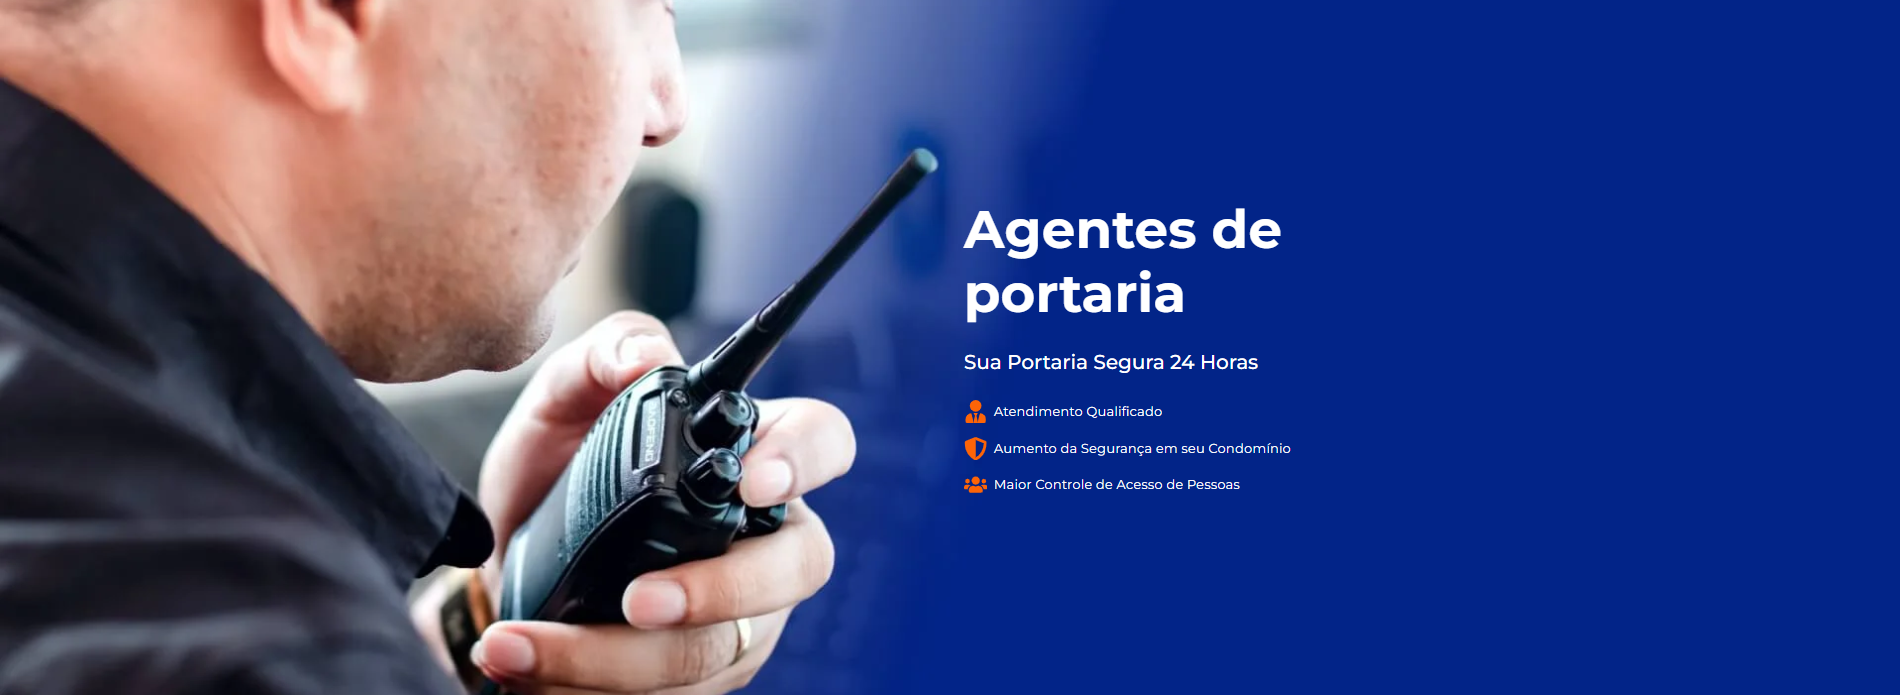 Agentes de
portaria
Sua Portaria Segura 24 Horas
Atendimento Qualificado
Aumento da Segurança em seu Condomínio
Maior Controle de Acesso de Pessoas
BAOFENG